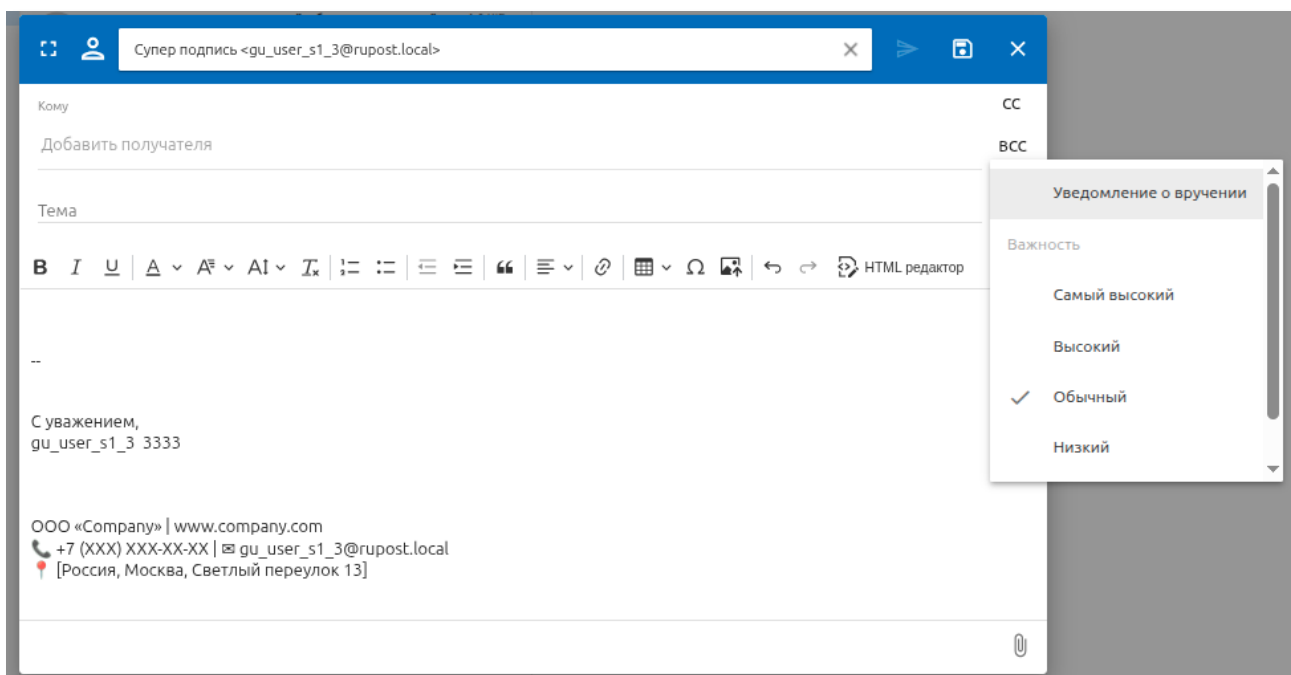 Супер подпись <gu_user_s1_3@rupost.local>
Кому
CC
Добавить получателя
BCC
Тема
B I U A A AI Tx HTML редактор
--
С уважением,
gu_user_s1_3 3333
ООО «Company» | www.company.com
+7 (XXX) XXX-XX-XX | ✉ gu_user_s1_3@rupost.local
[Россия, Москва, Светлый переулок 13]
Уведомление о вручении
Важность
Самый высокий
Высокий
Обычный
Низкий